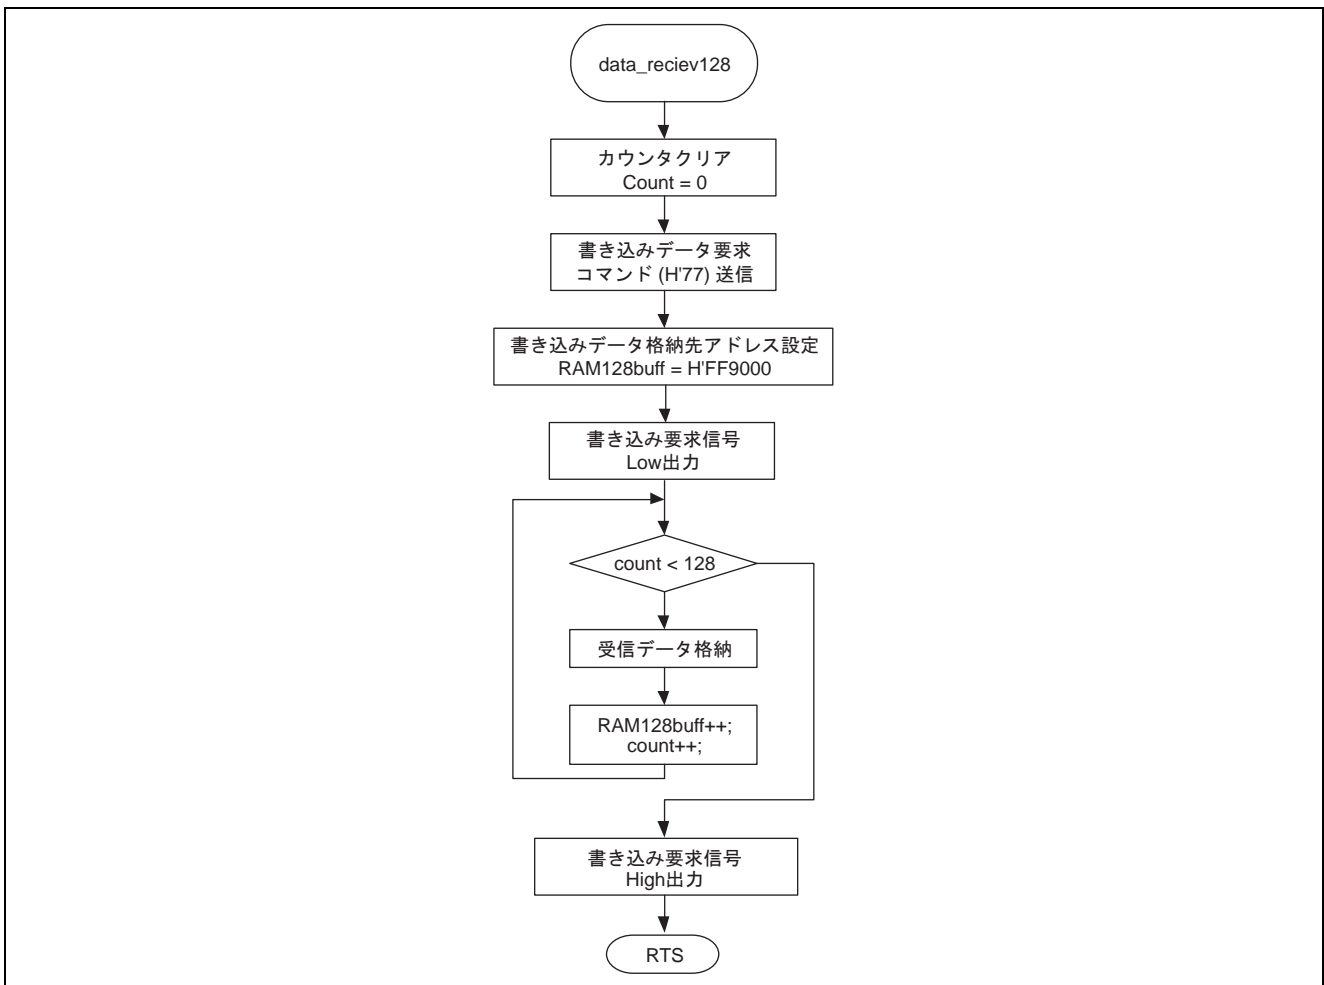 data_reciev128
カウンタクリア
Count = 0
書き込みデータ要求
コマンド (H'77) 送信
書き込みデータ格納先アドレス設定
RAM128buff = H'FF9000
書き込み要求信号
Low出力
count < 128
受信データ格納
RAM128buff++;
count++;
書き込み要求信号
High出力
RTS